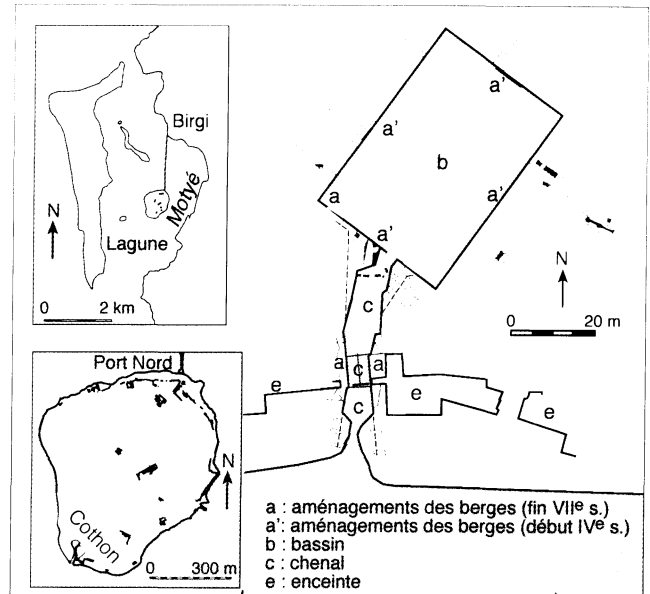 Birgi
Motyé
Lagune
N
0 2 km
Port Nord
N
Cothon
0 300 m
a'
a'
b
a
a'
a'
N
c
0 20 m
a c a
e
c
e
e
a : aménagements des berges (fin VIIe s.)
a': aménagements des berges (début IVe s.)
b : bassin
c : chenal
e : enceinte